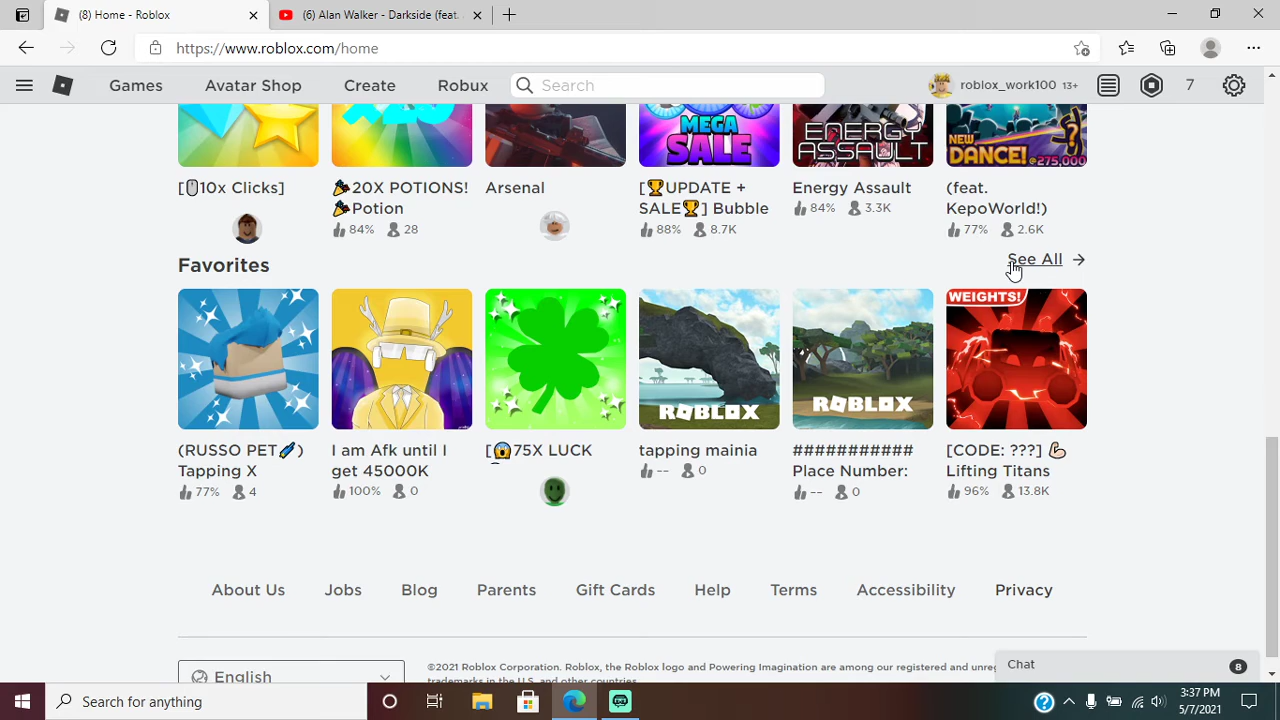 (8) Home - Roblox
(6) Alan Walker - Darkside (feat.
https://www.roblox.com/home
Games
Avatar Shop
Create
Robux
Search
roblox_work100 13+
7
MEGA SALE
ENERGY ASSAULT
NEW DANCE! @275,000
[🖱10x Clicks]
🎉20X POTIONS!
🎉Potion
84% 28
Arsenal
[🏆UPDATE +
SALE🏆] Bubble
88% 8.7K
Energy Assault
84% 3.3K
(feat.
KepoWorld!)
77% 2.6K
Favorites
See All
ROBLOX
ROBLOX
WEIGHTS!
(RUSSO PET🖍)
Tapping X
77% 4
I am Afk until I
get 45000K
100% 0
[😱75X LUCK
tapping mainia
-- 0
###########
Place Number:
-- 0
[CODE: ???] 💪
Lifting Titans
96% 13.8K
About Us
Jobs
Blog
Parents
Gift Cards
Help
Terms
Accessibility
Privacy
English
©2021 Roblox Corporation. Roblox, the Roblox logo and Powering Imagination are among our registered and
trademarks in the U.S. and other countries.
Chat
8
Search for anything
3:37 PM
5/7/2021